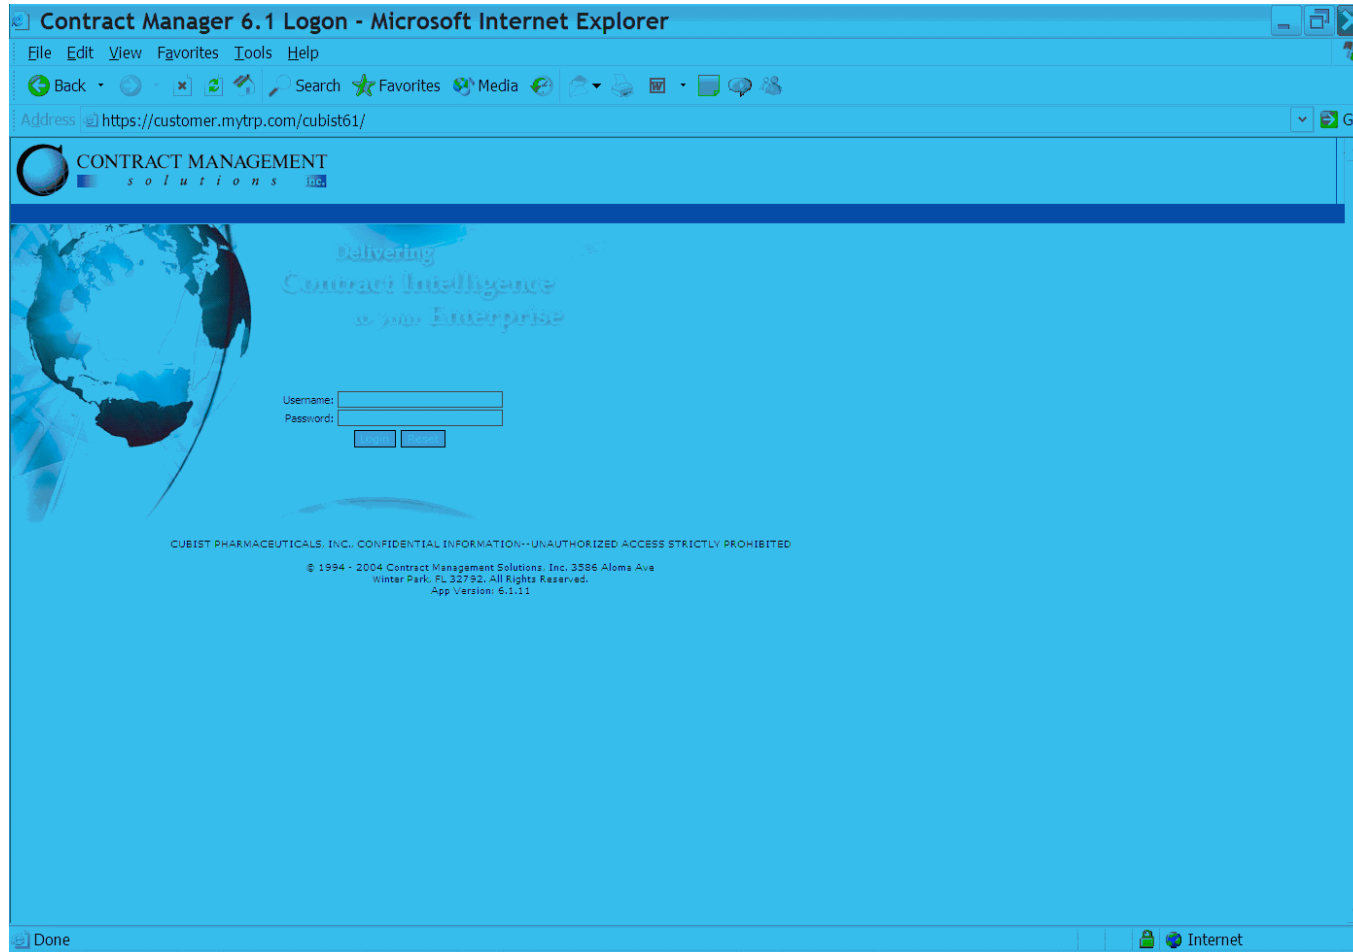 Contract Manager 6.1 Logon - Microsoft Internet Explorer
File Edit View Favorites Tools Help
Back Search Favorites Media
Address https://customer.mytrp.com/cubist61/ G
CONTRACT MANAGEMENT
solutions inc.
Delivering
Contract Intelligence
to your Enterprise
Username:
Password:
Login Reset
CUBIST PHARMACEUTICALS, INC., CONFIDENTIAL INFORMATION--UNAUTHORIZED ACCESS STRICTLY PROHIBITED
© 1994 - 2004 Contract Management Solutions, Inc. 3586 Aloma Ave
Winter Park, FL 32792. All Rights Reserved.
App Version: 6.1.11
Done Internet